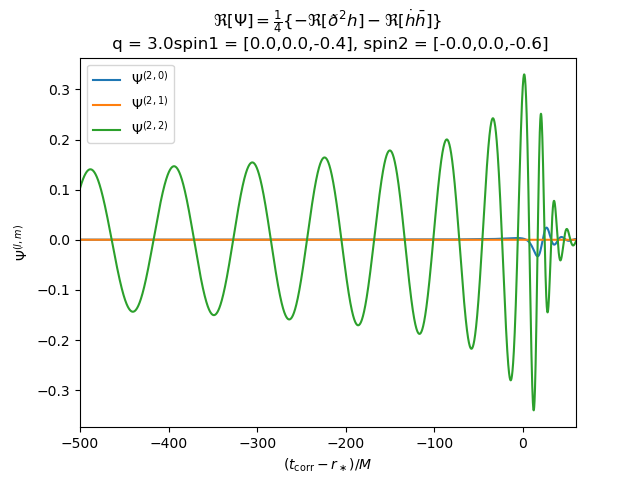 ℜ[Ψ] = 1/4{−ℜ[ð²h] − ℜ[ḣh̄]}
q = 3.0spin1 = [0.0,0.0,-0.4], spin2 = [-0.0,0.0,-0.6]
Ψ^(2,0)
Ψ^(2,1)
Ψ^(2,2)
Ψ^(l,m)
0.3
0.2
0.1
0.0
−0.1
−0.2
−0.3
−500
−400
−300
−200
−100
0
(t_corr − r_*)/M